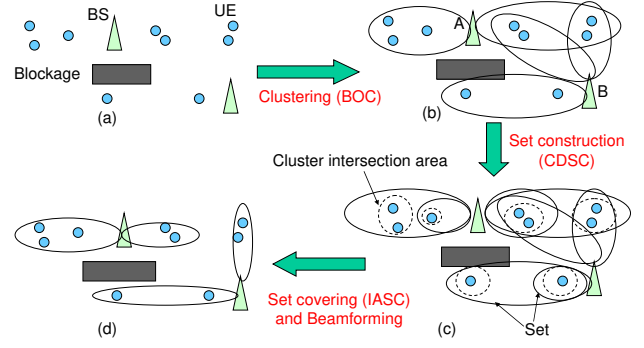 BS
UE
Blockage
(a)
Clustering (BOC)
A
B
(b)
Set construction
(CDSC)
Cluster intersection area
Set covering (IASC)
and Beamforming
(d)
(c)
Set